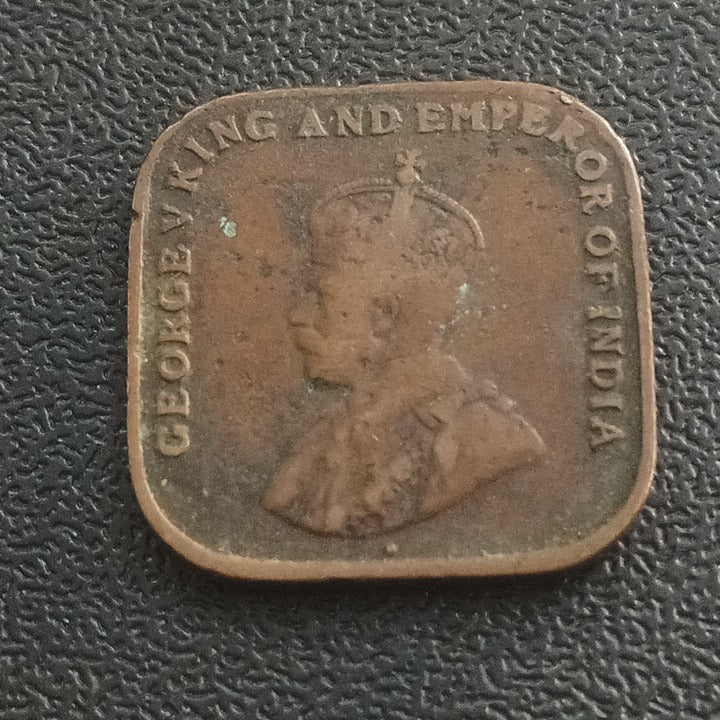 GEORGE V KING AND EMPEROR OF INDIA